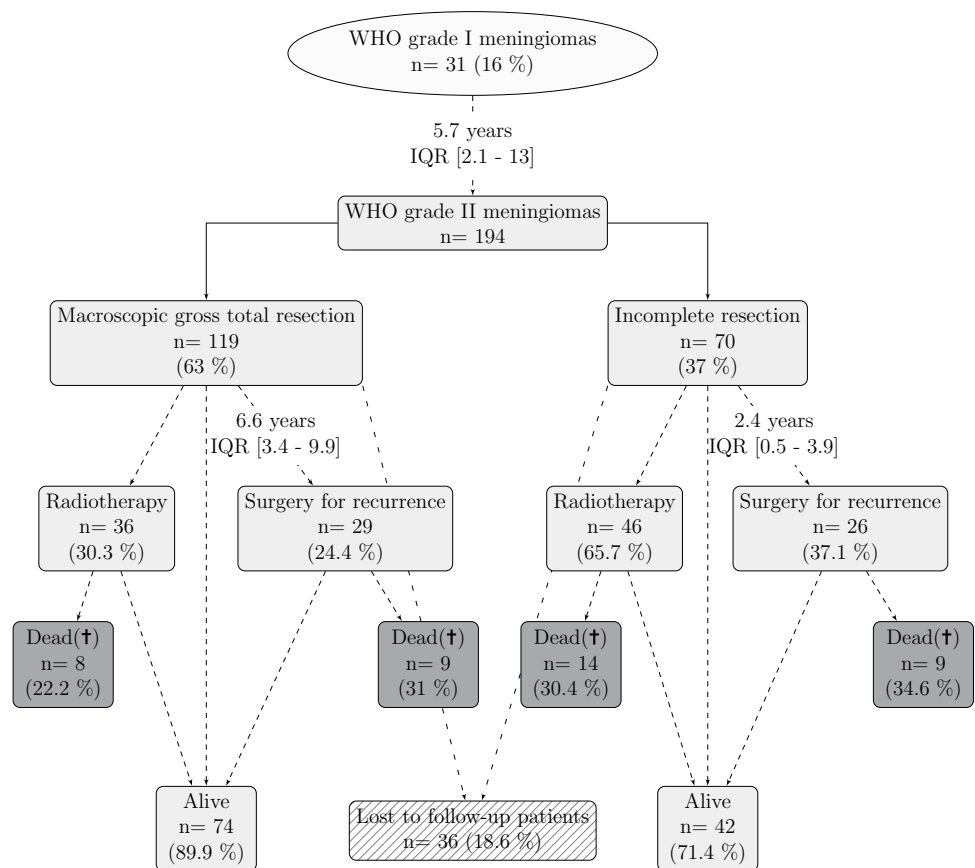 WHO grade I meningiomas
n= 31 (16 %)
5.7 years
IQR [2.1 - 13]
WHO grade II meningiomas
n= 194
Macroscopic gross total resection
n= 119
(63 %)
Incomplete resection
n= 70
(37 %)
6.6 years
IQR [3.4 - 9.9]
2.4 years
IQR [0.5 - 3.9]
Radiotherapy
n= 36
(30.3 %)
Surgery for recurrence
n= 29
(24.4 %)
Radiotherapy
n= 46
(65.7 %)
Surgery for recurrence
n= 26
(37.1 %)
Dead(✝)
n= 8
(22.2 %)
Dead(✝)
n= 9
(31 %)
Dead(✝)
n= 14
(30.4 %)
Dead(✝)
n= 9
(34.6 %)
Alive
n= 74
(89.9 %)
Lost to follow-up patients
n= 36 (18.6 %)
Alive
n= 42
(71.4 %)